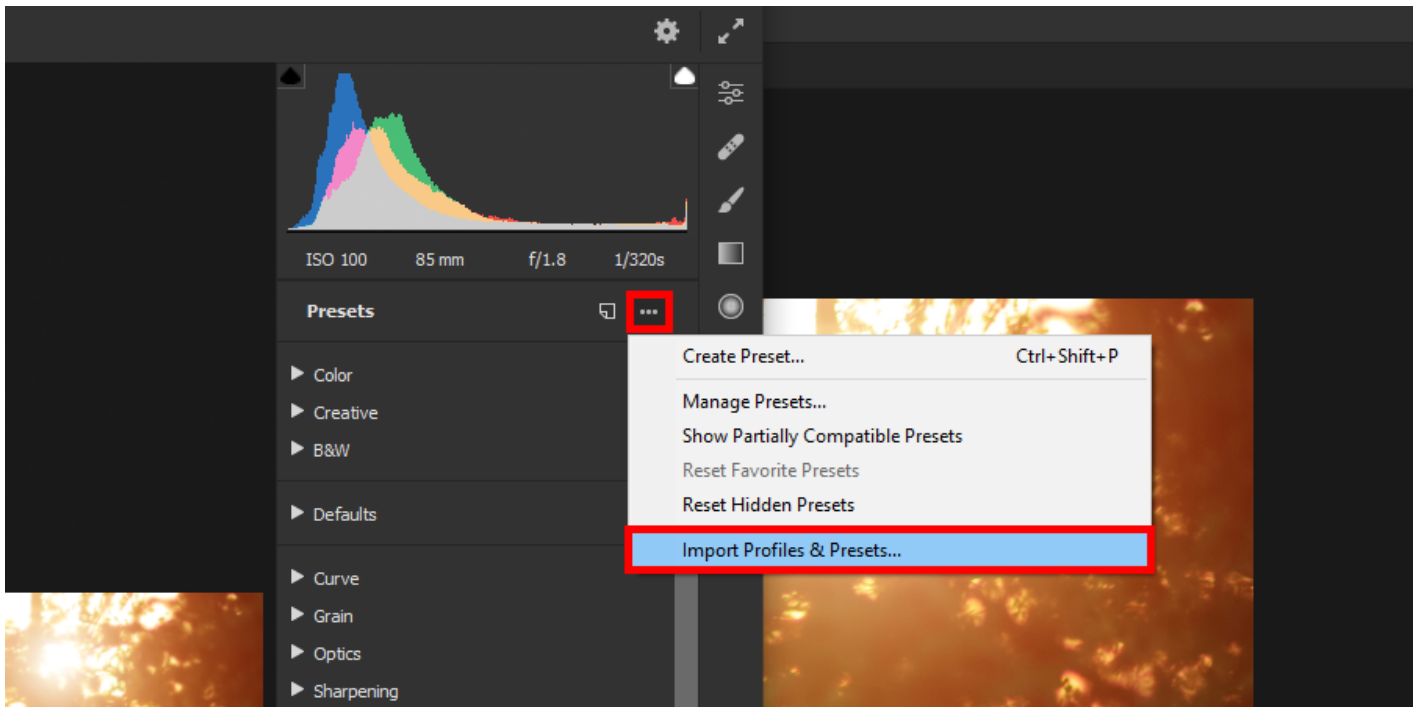 ISO 100 85 mm f/1.8 1/320s
Presets
Color
Creative
B&W
Defaults
Curve
Grain
Optics
Sharpening
Create Preset... Ctrl+Shift+P
Manage Presets...
Show Partially Compatible Presets
Reset Favorite Presets
Reset Hidden Presets
Import Profiles & Presets...